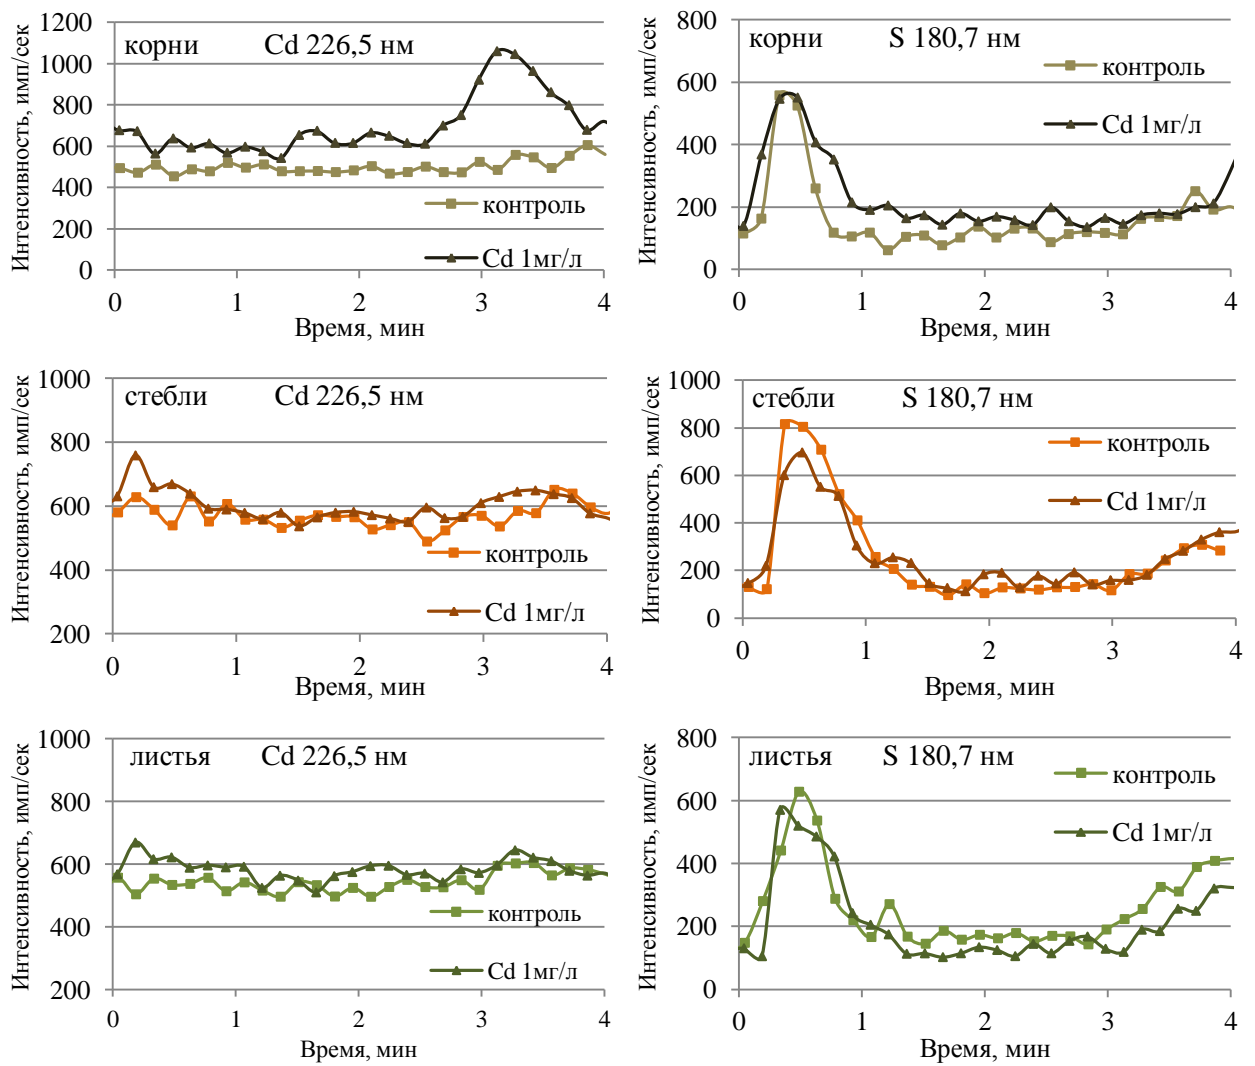 корни Cd 226,5 нм
Интенсивность, имп/сек
1200
1000
800
600
400
200
0
контроль
Cd 1мг/л
0 1 2 3 4
Время, мин
корни S 180,7 нм
Интенсивность, имп/сек
800
600
400
200
0
контроль
Cd 1мг/л
0 1 2 3 4
Время, мин
стебли Cd 226,5 нм
Интенсивность, имп/сек
1000
800
600
400
200
контроль
Cd 1мг/л
0 1 2 3 4
Время, мин
стебли S 180,7 нм
Интенсивность, имп/сек
1000
800
600
400
200
0
контроль
Cd 1мг/л
0 1 2 3 4
Время, мин
листья Cd 226,5 нм
Интенсивность, имп/сек
1000
800
600
400
200
контроль
Cd 1мг/л
0 1 2 3 4
Время, мин
листья S 180,7 нм
Интенсивность, имп/сек
800
600
400
200
0
контроль
Cd 1мг/л
0 1 2 3 4
Время, мин